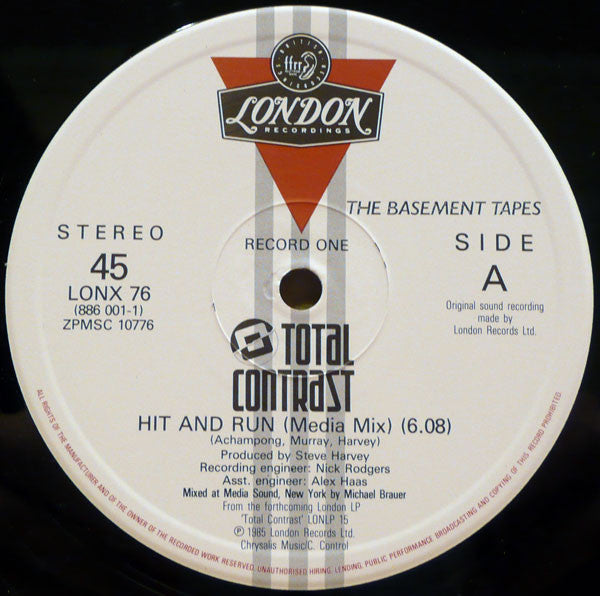 BRITISH RECORDINGS
ffrr
LONDON
RECORDINGS
THE BASEMENT TAPES
STEREO
RECORD ONE
SIDE
45
A
LONX 76
(886 001-1)
ZPMSC 10776
Original sound recording
made by
London Records Ltd.
TOTAL
CONTRAST
HIT AND RUN (Media Mix) (6.08)
(Achampong, Murray, Harvey)
Produced by Steve Harvey
Recording engineer: Nick Rodgers
Asst. engineer: Alex Haas
Mixed at Media Sound, New York by Michael Brauer
From the forthcoming London LP
'Total Contrast' LONLP 15
Ⓟ 1985 London Records Ltd.
Chrysalis Music/C. Control
ALL RIGHTS OF THE MANUFACTURER AND OF THE OWNER OF THE RECORDED WORK RESERVED. UNAUTHORISED HIRING, LENDING, PUBLIC PERFORMANCE BROADCASTING AND COPYING OF THIS RECORD PROHIBITED